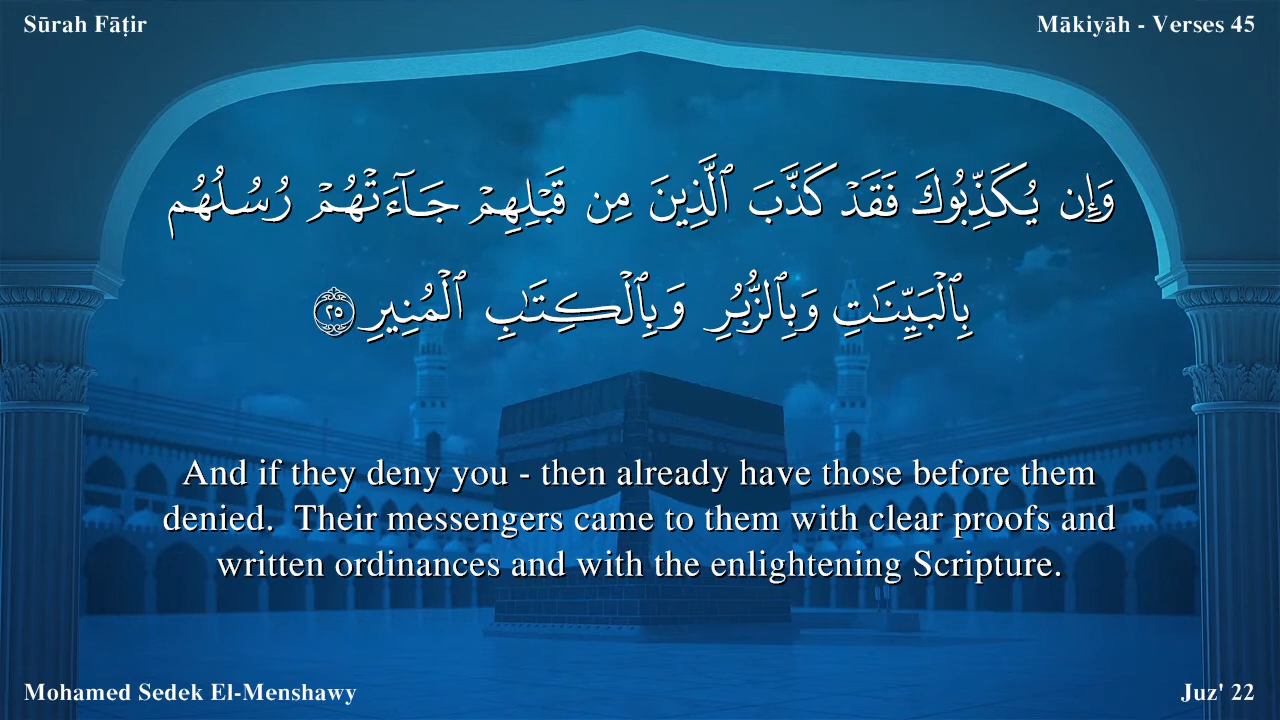 Sūrah Fāṭir
Mākiyāh - Verses 45
وَإِن يُكَذِّبُوكَ فَقَدْ كَذَّبَ ٱلَّذِينَ مِن قَبْلِهِمْ جَآءَتْهُمْ رُسُلُهُم
بِٱلْبَيِّنَٰتِ وَبِٱلزُّبُرِ وَبِٱلْكِتَٰبِ ٱلْمُنِيرِ ٢٥
And if they deny you - then already have those before them
denied.  Their messengers came to them with clear proofs and
written ordinances and with the enlightening Scripture.
Mohamed Sedek El-Menshawy
Juz' 22